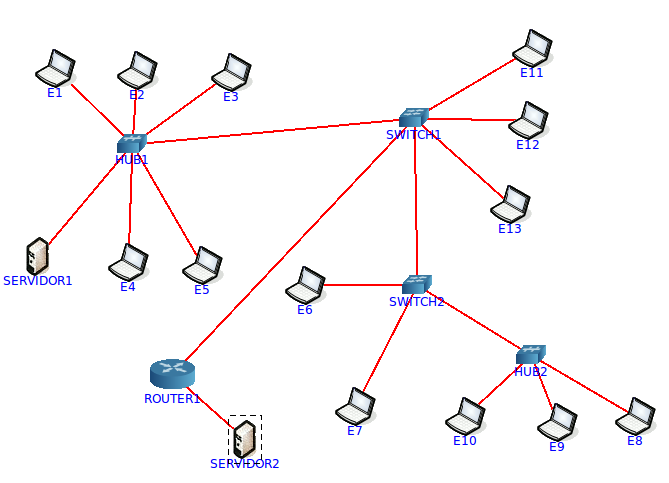 E11
E1
E2
E3
SWITCH1
E12
HUB1
E13
SERVIDOR1
E4
E5
E6
SWITCH2
HUB2
ROUTER1
E7
E10
E9
E8
SERVIDOR2